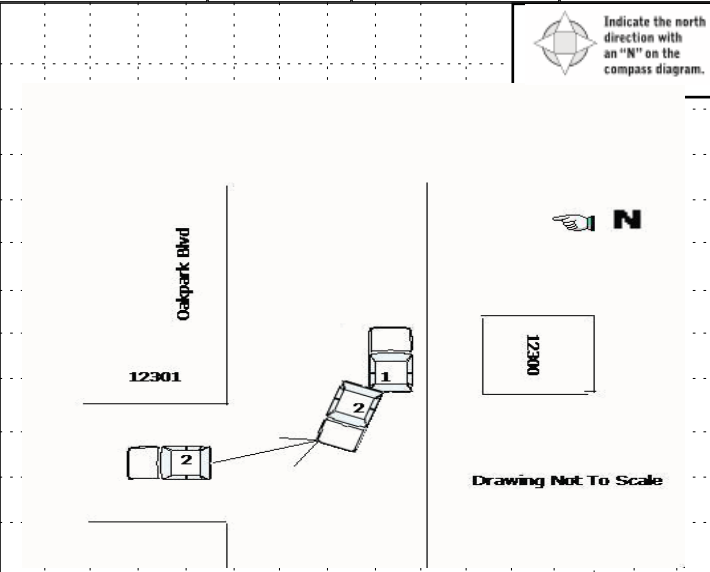 Indicate the north
direction with
an “N” on the
compass diagram.
N
Oakpark Blvd
12301
12300
1
2
2
Drawing Not To Scale